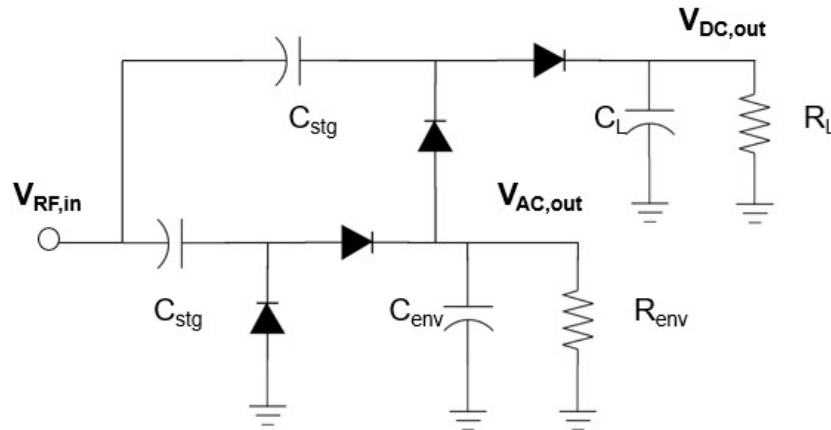 V_DC,out
C_stg
C_L
R_L
V_RF,in
V_AC,out
C_stg
C_env
R_env